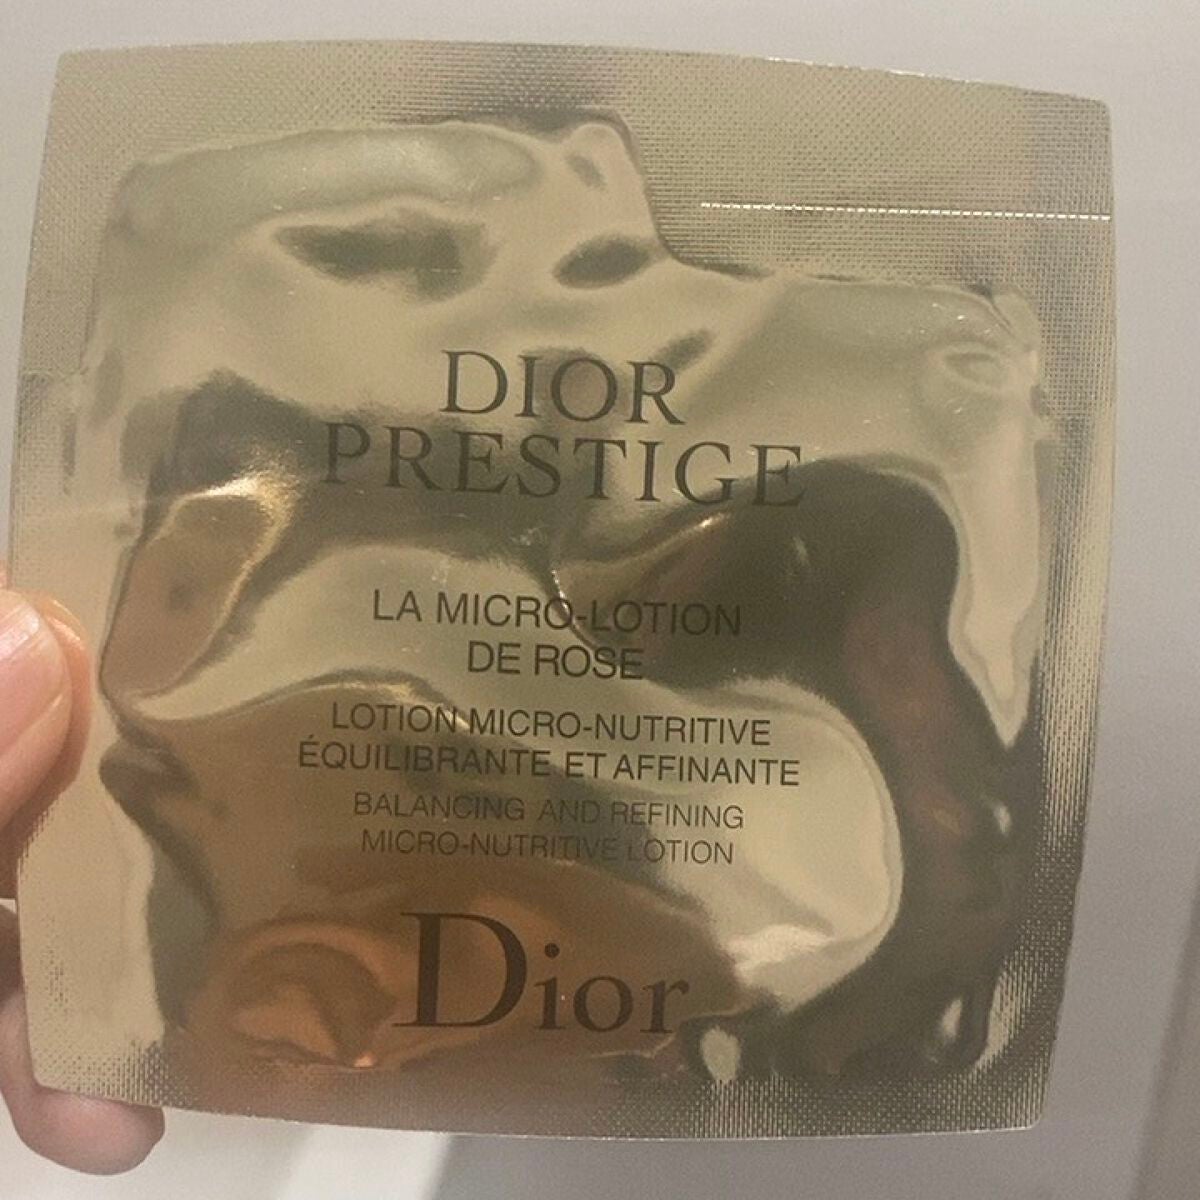 DIOR
PRESTIGE
LA MICRO-LOTION
DE ROSE
LOTION MICRO-NUTRITIVE
ÉQUILIBRANTE ET AFFINANTE
BALANCING AND REFINING
MICRO-NUTRITIVE LOTION
Dior